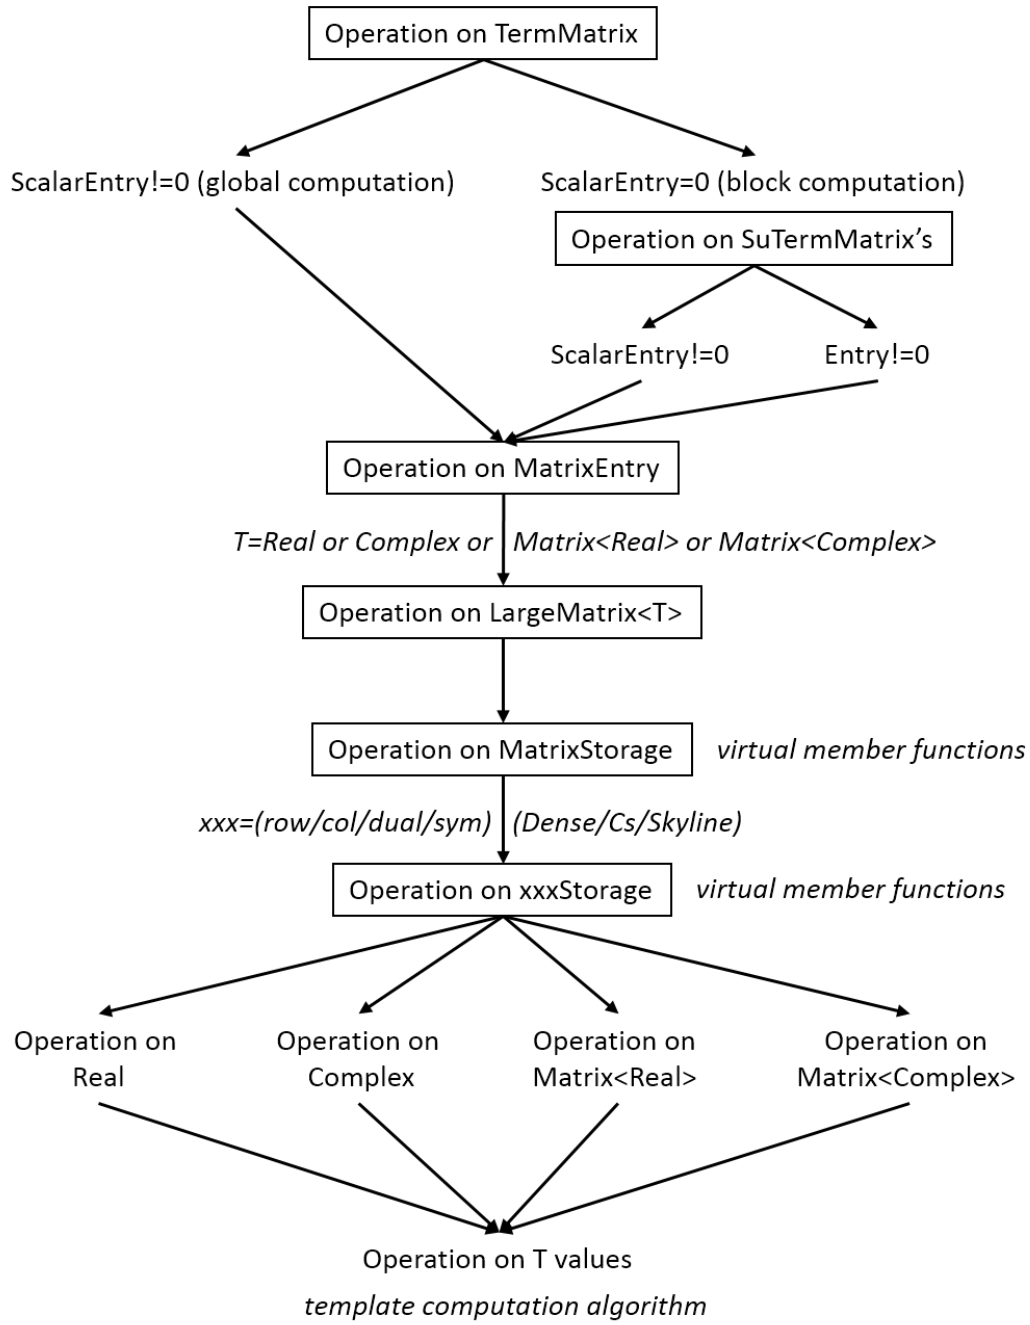 Operation on TermMatrix
ScalarEntry!=0 (global computation)
ScalarEntry=0 (block computation)
Operation on SuTermMatrix’s
ScalarEntry!=0
Entry!=0
Operation on MatrixEntry
T=Real or Complex or Matrix<Real> or Matrix<Complex>
Operation on LargeMatrix<T>
Operation on MatrixStorage
virtual member functions
xxx=(row/col/dual/sym) (Dense/Cs/Skyline)
Operation on xxxStorage
virtual member functions
Operation on
Real
Operation on
Complex
Operation on
Matrix<Real>
Operation on
Matrix<Complex>
Operation on T values
template computation algorithm